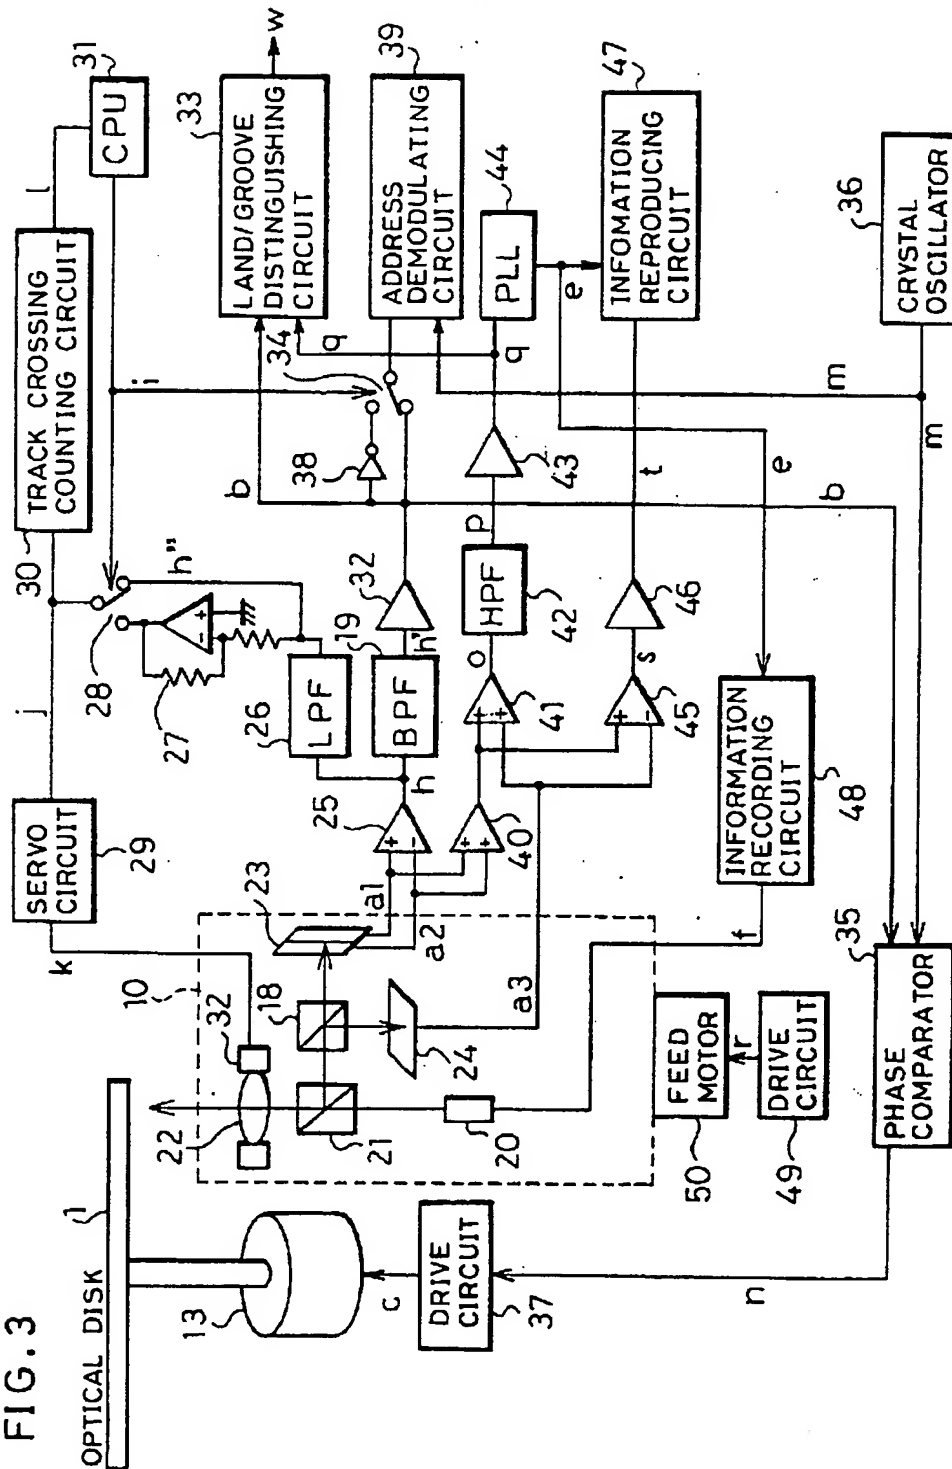 FIG.3
OPTICAL DISK
1
13
c
DRIVE
CIRCUIT
37
n
10
22
32
21
18
23
24
20
a1
a2
a3
k
SERVO
CIRCUIT
29
j
28
27
30
TRACK CROSSING
COUNTING CIRCUIT
l
31
CPU
i
h"
26
LPF
25
h
19
BPF
h'
32
b
38
34
33
LAND/GROOVE
DISTINGUISHING
CIRCUIT
w
39
ADDRESS
DEMODULATING
CIRCUIT
q
q
40
41
o
HPF
42
p
43
44
PLL
e
45
s
46
t
47
INFOMATION
REPRODUCING
CIRCUIT
36
CRYSTAL
OSCILLATOR
m
m
e
b
INFORMATION
RECORDING
CIRCUIT
48
f
FEED
MOTOR
50
r
DRIVE
CIRCUIT
49
35
PHASE
COMPARATOR
+
-
+
+
+
+
+
-
-
+